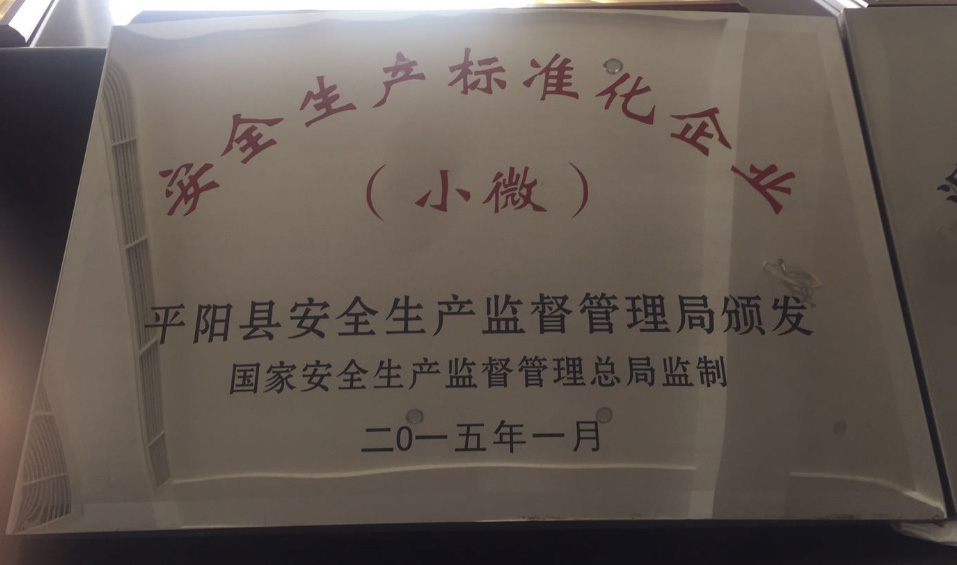 安全生产标准化企业
（小微）
平阳县安全生产监督管理局颁发
国家安全生产监督管理总局监制
二0一五年一月